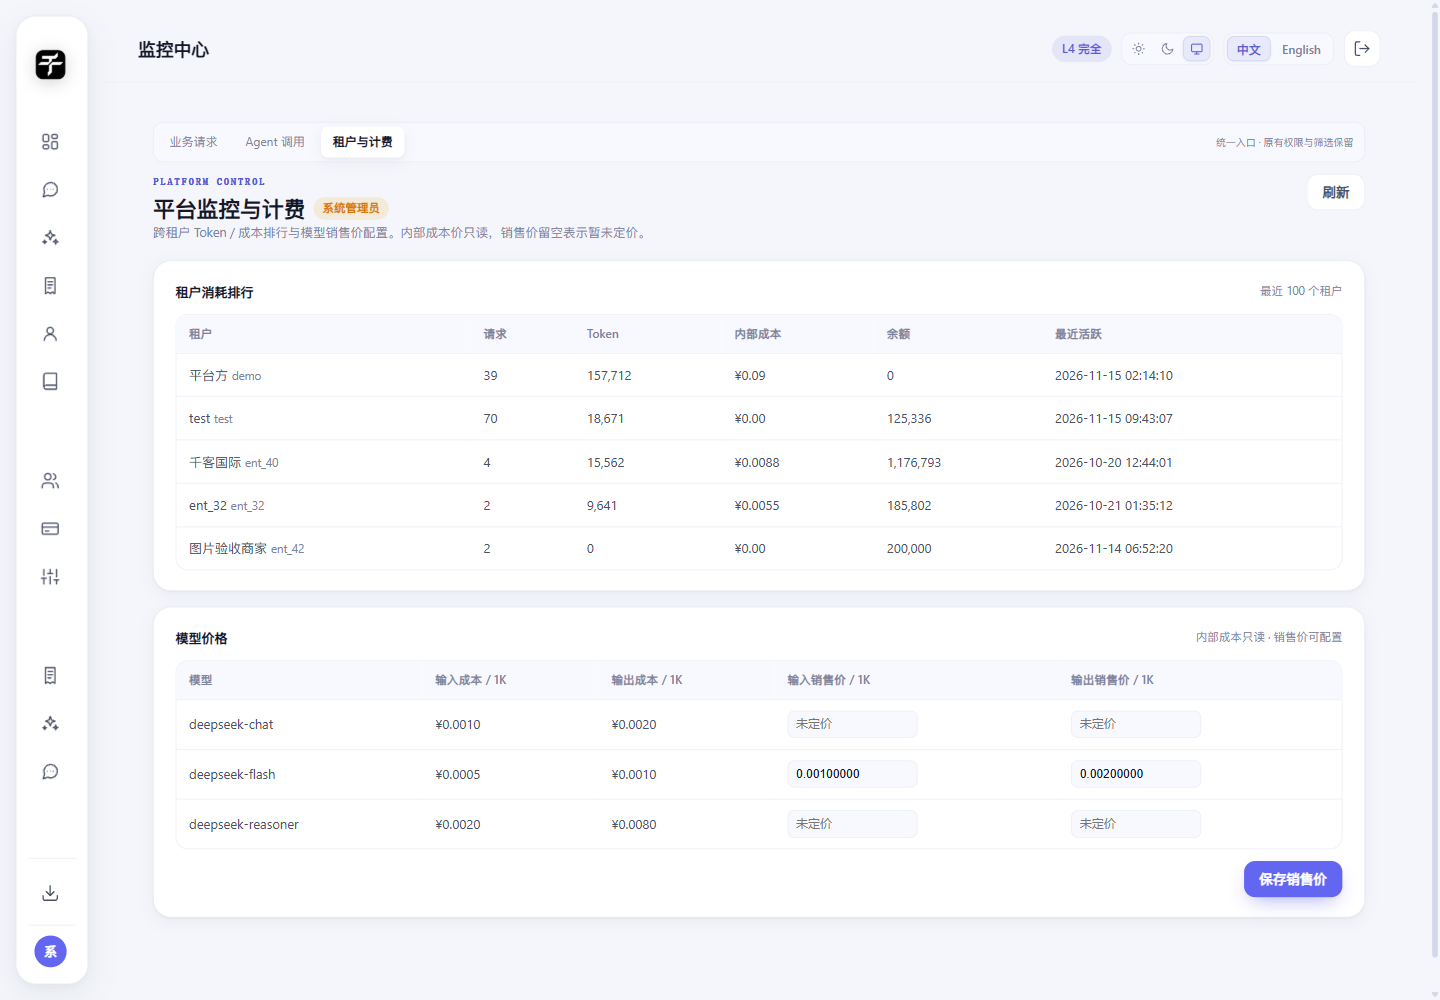 监控中心
L4 完全
中文
English
业务请求
Agent 调用
租户与计费
统一入口 · 原有权限与筛选保留
PLATFORM CONTROL
平台监控与计费
系统管理员
刷新
跨租户 Token / 成本排行与模型销售价配置。内部成本价只读，销售价留空表示暂未定价。
租户消耗排行
最近 100 个租户
租户 请求 Token 内部成本 余额 最近活跃
平台方 demo 39 157,712 ¥0.09 0 2026-11-15 02:14:10
test test 70 18,671 ¥0.00 125,336 2026-11-15 09:43:07
千客国际 ent_40 4 15,562 ¥0.0088 1,176,793 2026-10-20 12:44:01
ent_32 ent_32 2 9,641 ¥0.0055 185,802 2026-10-21 01:35:12
图片验收商家 ent_42 2 0 ¥0.00 200,000 2026-11-14 06:52:20
模型价格
内部成本只读 · 销售价可配置
模型 输入成本 / 1K 输出成本 / 1K 输入销售价 / 1K 输出销售价 / 1K
deepseek-chat ¥0.0010 ¥0.0020 未定价 未定价
deepseek-flash ¥0.0005 ¥0.0010 0.00100000 0.00200000
deepseek-reasoner ¥0.0020 ¥0.0080 未定价 未定价
保存销售价
系